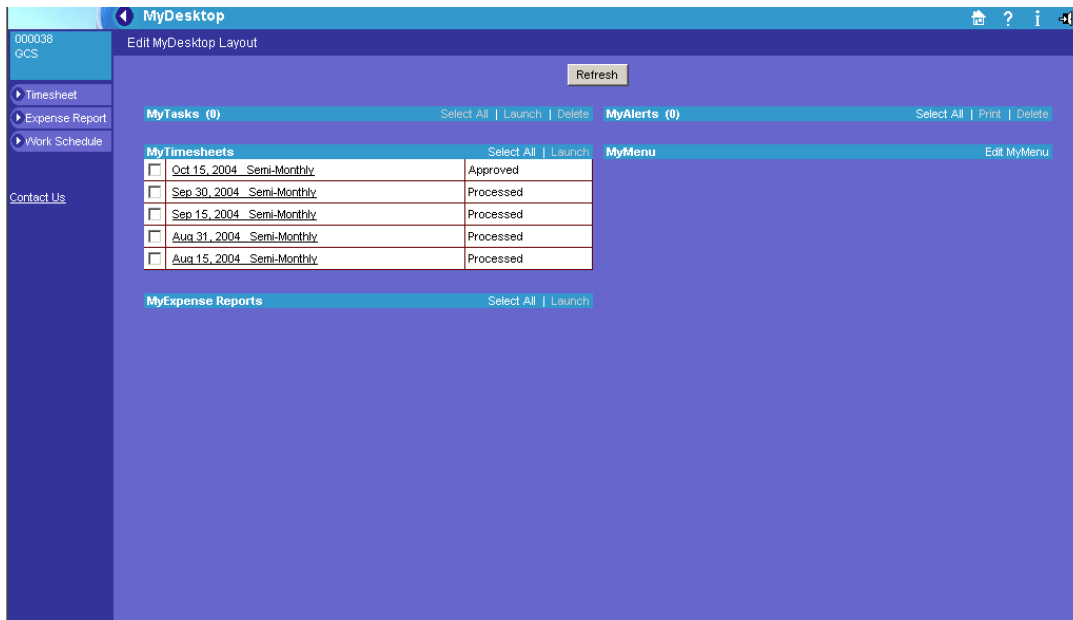 MyDesktop ?
000038
GCS
Edit MyDesktop Layout
Refresh
Timesheet
Expense Report
Work Schedule
Contact Us
MyTasks (0) Select All | Launch | Delete
MyAlerts (0) Select All | Print | Delete
MyTimesheets Select All | Launch
Oct 15, 2004 Semi-Monthly Approved
Sep 30, 2004 Semi-Monthly Processed
Sep 15, 2004 Semi-Monthly Processed
Aug 31, 2004 Semi-Monthly Processed
Aug 15, 2004 Semi-Monthly Processed
MyMenu Edit MyMenu
MyExpense Reports Select All | Launch